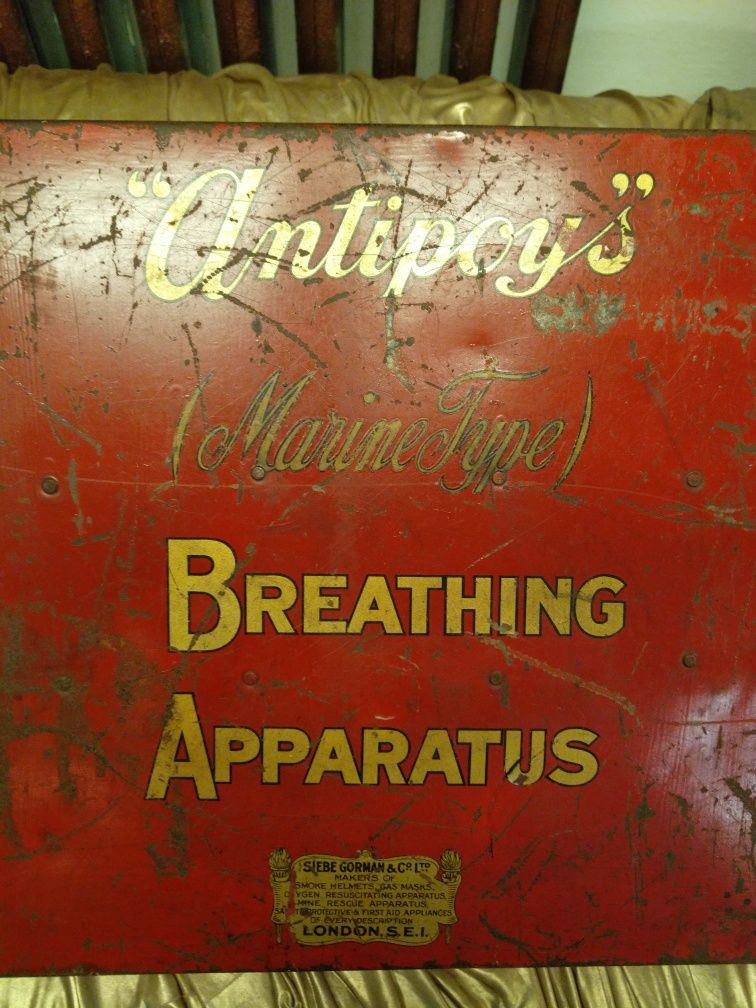 “Antipoys”
(Marine Type)
BREATHING
APPARATUS
SIEBE GORMAN & CO. LTD
MAKERS OF
SMOKE HELMETS, GAS MASKS,
OXYGEN RESUSCITATING APPARATUS,
MINE RESCUE APPARATUS,
PROTECTIVE & FIRST AID APPLIANCES
OF EVERY DESCRIPTION
LONDON, S.E.1.